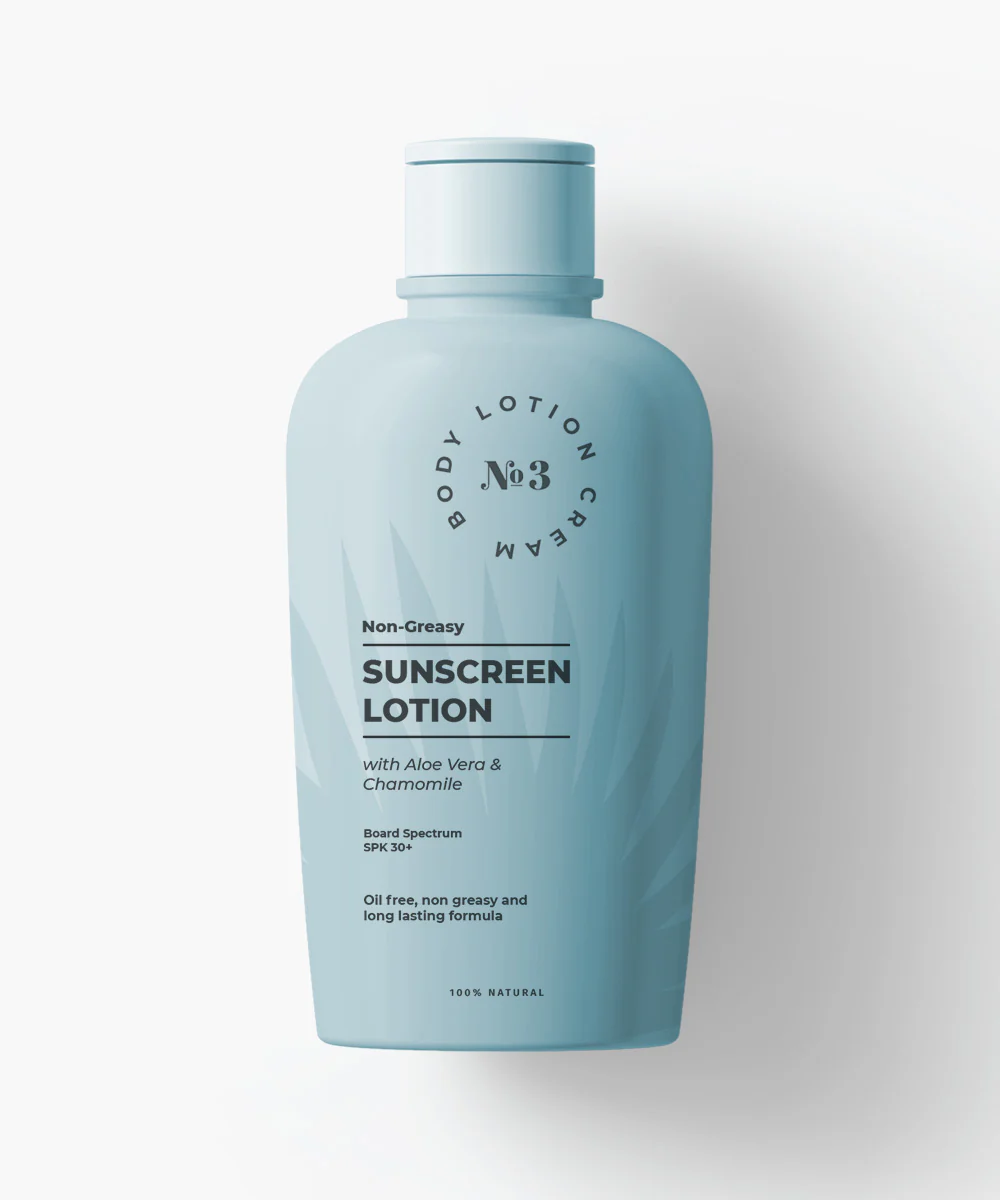 BODY LOTION CREAM
№3
Non-Greasy
SUNSCREEN
LOTION
with Aloe Vera &
Chamomile
Board Spectrum
SPK 30+
Oil free, non greasy and
long lasting formula
100% NATURAL